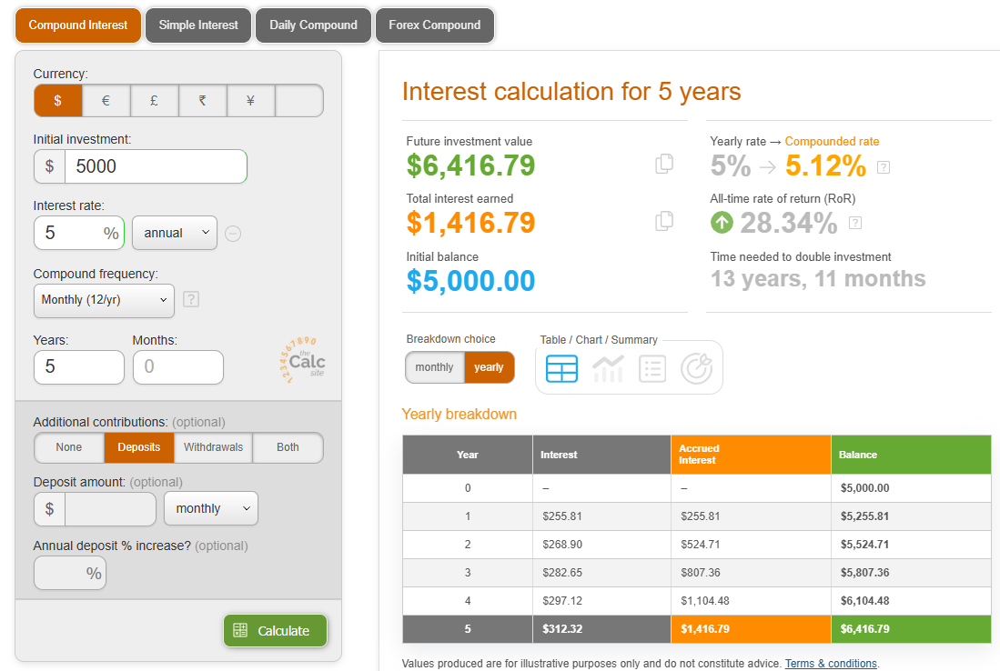 Compound Interest Simple Interest Daily Compound Forex Compound
Currency:
$ € £ ₹ ¥
Initial investment:
$ 5000
Interest rate:
5 % annual
Compound frequency:
Monthly (12/yr) ?
Years: Months:
5 0
1234567890
the
Calc
site
Additional contributions: (optional)
None Deposits Withdrawals Both
Deposit amount: (optional)
$ monthly
Annual deposit % increase? (optional)
%
Calculate
Interest calculation for 5 years
Future investment value
$6,416.79
Total interest earned
$1,416.79
Initial balance
$5,000.00
Yearly rate → Compounded rate
5% → 5.12% ?
All-time rate of return (RoR)
28.34% ?
Time needed to double investment
13 years, 11 months
Breakdown choice
monthly yearly
Table / Chart / Summary
Yearly breakdown
Year Interest Accrued Interest Balance
0 – – $5,000.00
1 $255.81 $255.81 $5,255.81
2 $268.90 $524.71 $5,524.71
3 $282.65 $807.36 $5,807.36
4 $297.12 $1,104.48 $6,104.48
5 $312.32 $1,416.79 $6,416.79
Values produced are for illustrative purposes only and do not constitute advice. Terms & conditions.